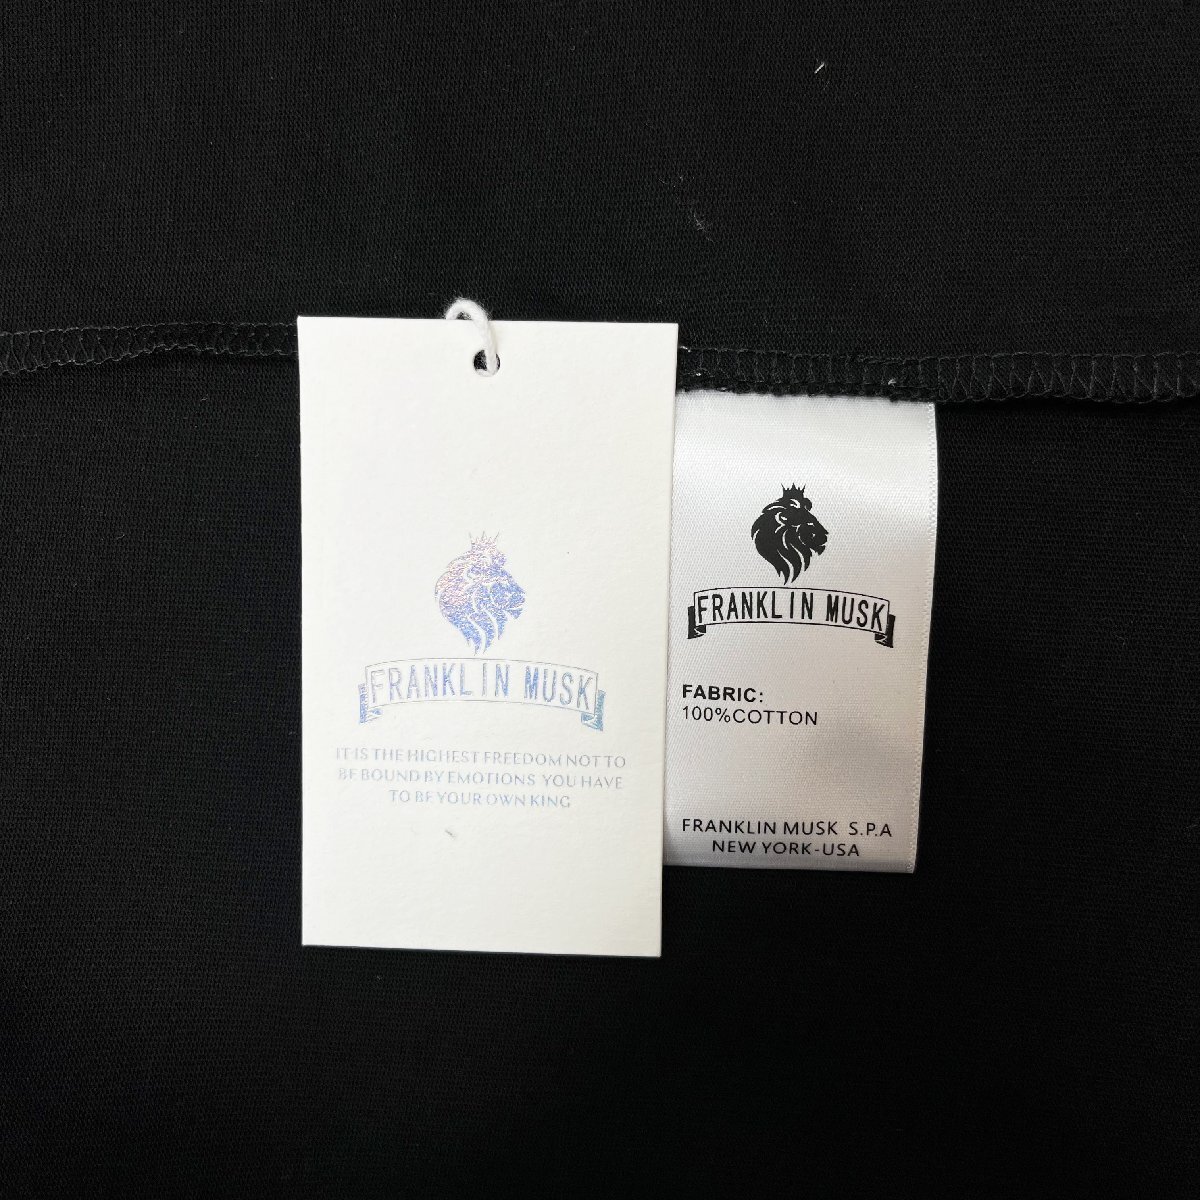 FRANKLIN MUSK
IT IS THE HIGHEST FREEDOM NOT TO
BE BOUND BY EMOTIONS YOU HAVE
TO BE YOUR OWN KING
FRANKLIN MUSK
FABRIC:
100%COTTON
FRANKLIN MUSK S.P.A
NEW YORK-USA